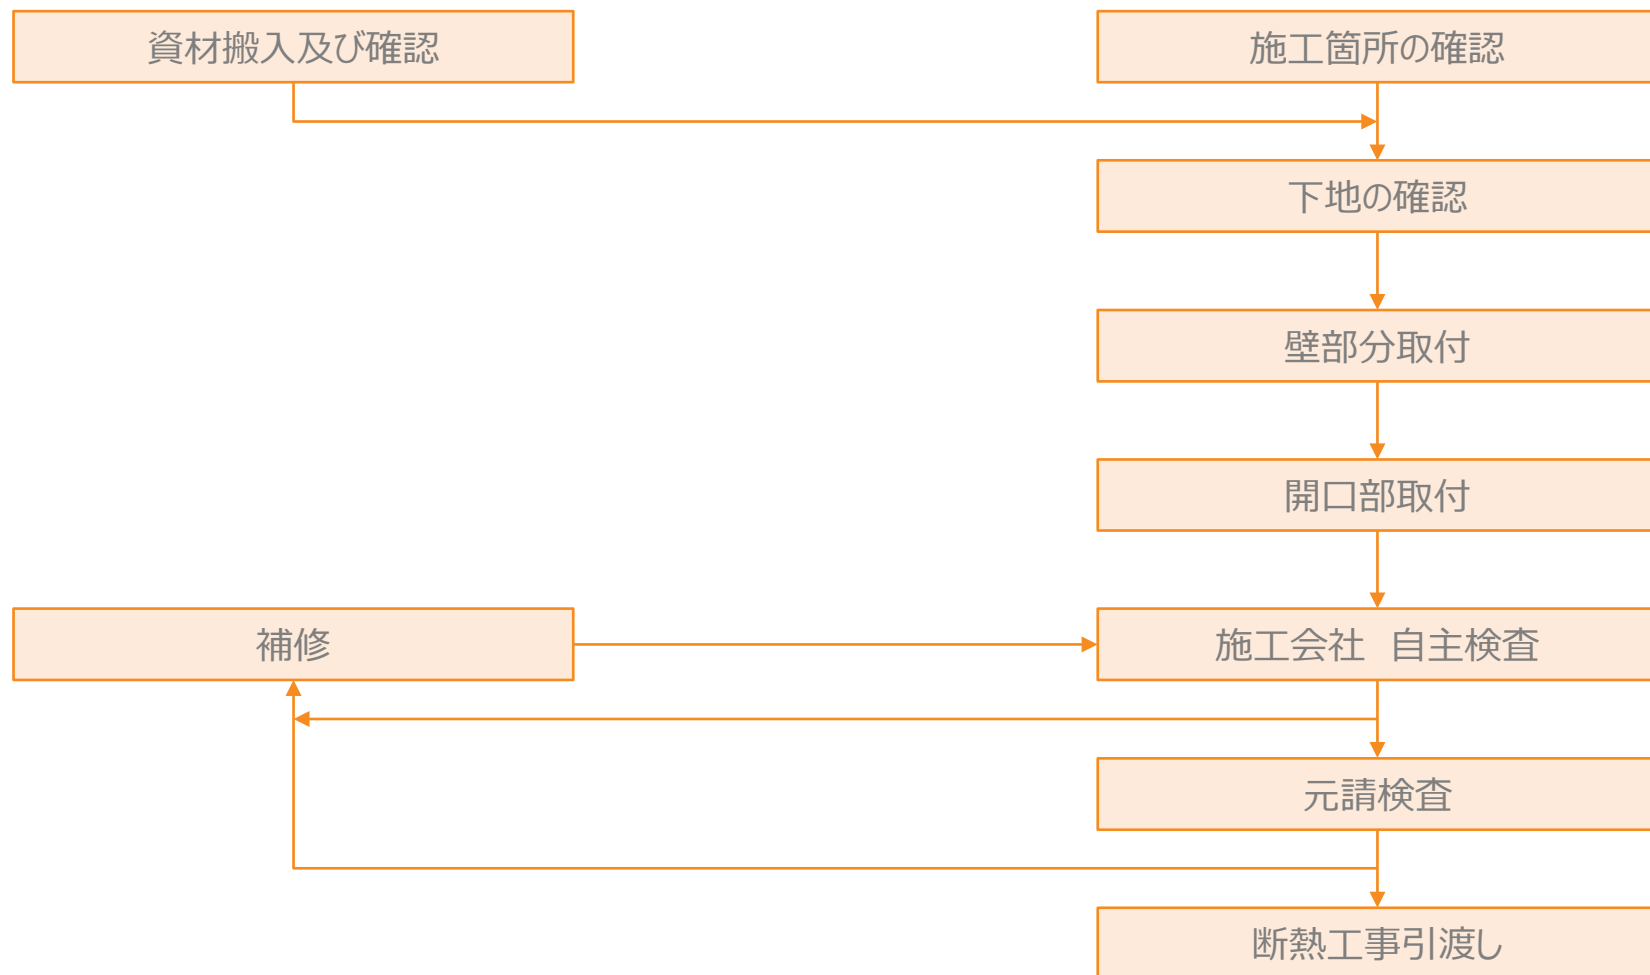 資材搬入及び確認
施工箇所の確認
下地の確認
壁部分取付
開口部取付
補修
施工会社　自主検査
元請検査
断熱工事引渡し